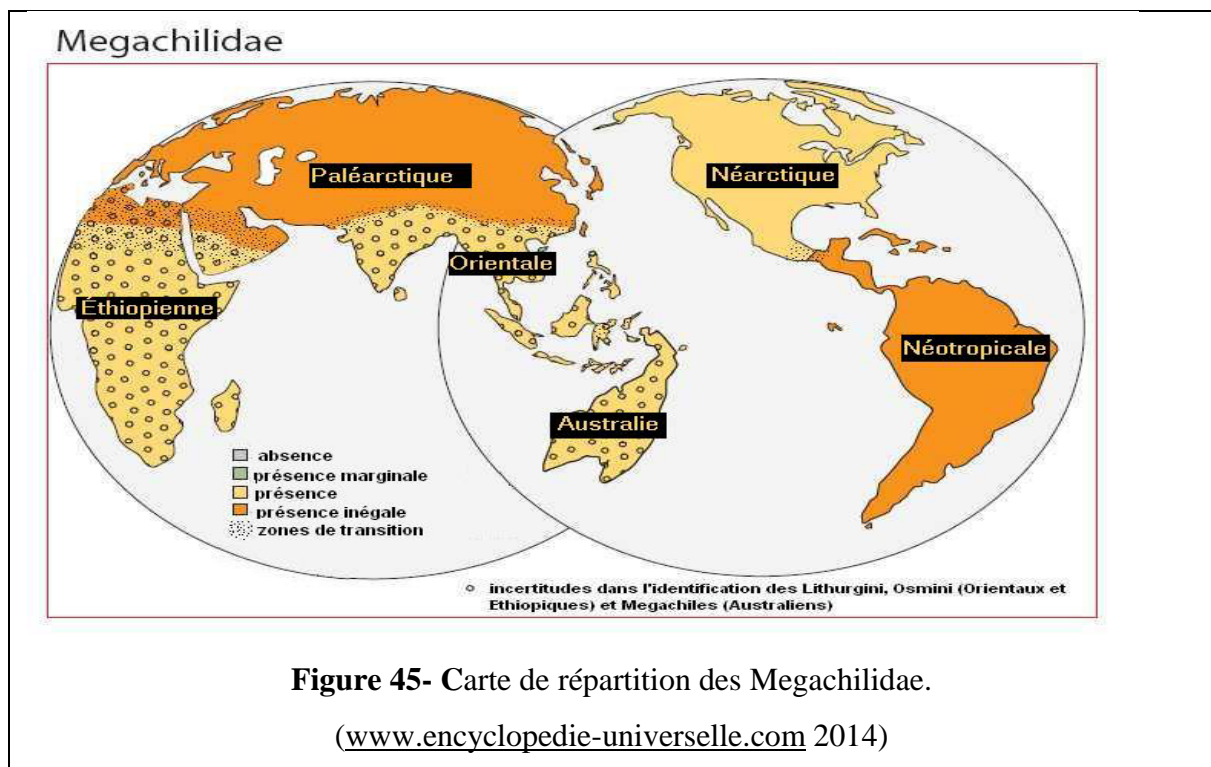 Megachilidae
Paléarctique
Néarctique
Orientale
Éthiopienne
Néotropicale
Australie
absence
présence marginale
présence
présence inégale
zones de transition
incertitudes dans l'identification des Lithurgini, Osmini (Orientaux et
Ethiopiques) et Megachiles (Australiens)
Figure 45- Carte de répartition des Megachilidae.
(www.encyclopedie-universelle.com 2014)